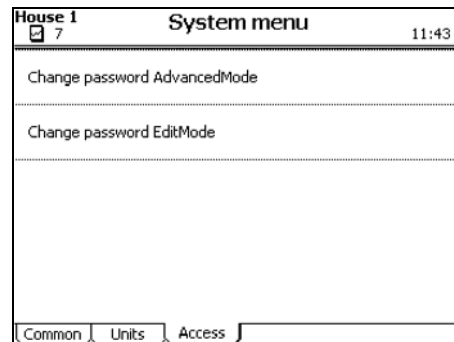 House 1
System menu
7
11:43
Change password AdvancedMode
Change password EditMode
Common Units Access